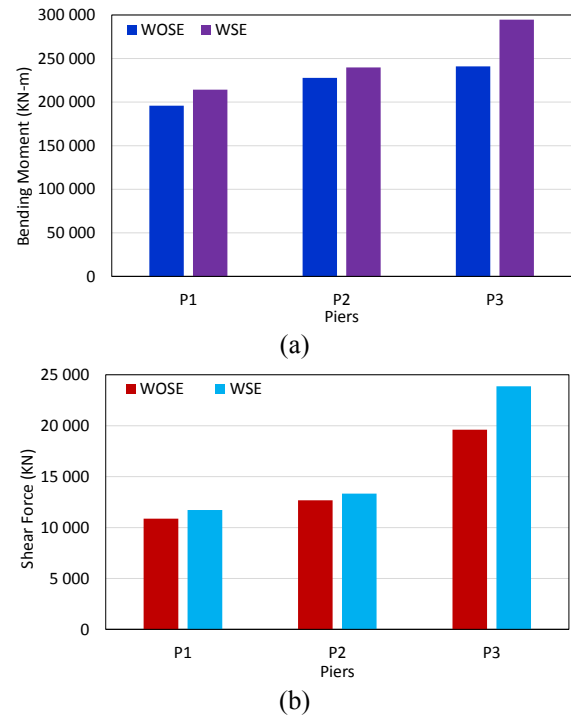 300 000
250 000
200 000
150 000
100 000
50 000
0
Bending Moment (KN-m)
WOSE WSE
P1 P2 P3
Piers
(a)
25 000
20 000
15 000
10 000
5 000
0
Shear Force (KN)
WOSE WSE
P1 P2 P3
Piers
(b)